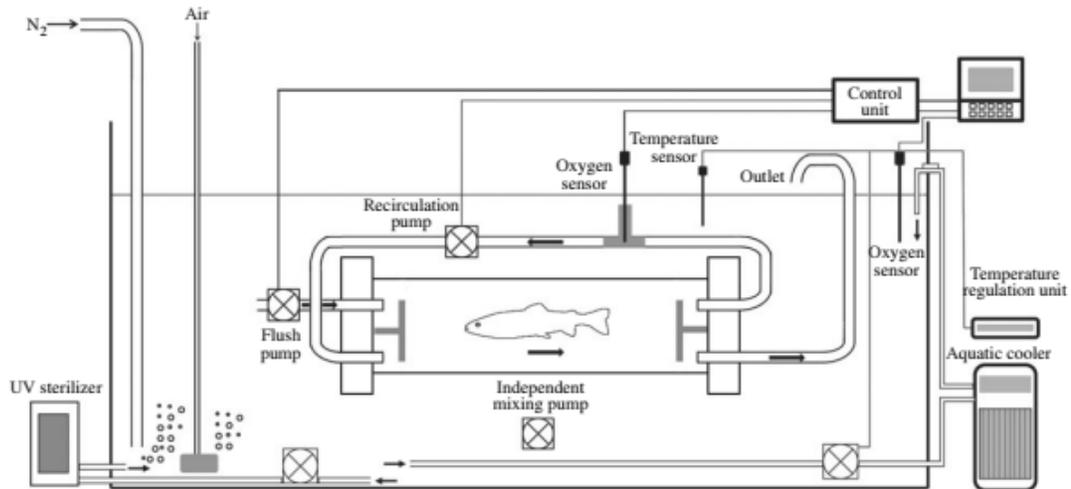 Air
N2
Control
unit
Temperature
sensor
Oxygen
sensor
Outlet
Recirculation
pump
Oxygen
sensor
Temperature
regulation unit
Flush
pump
Aquatic cooler
UV sterilizer
Independent
mixing pump